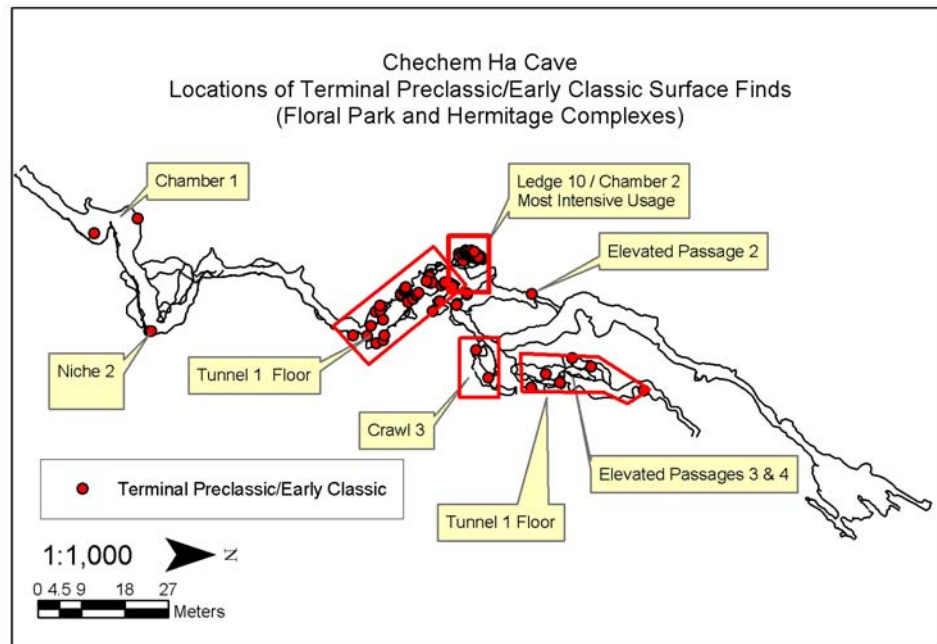 Chechem Ha Cave
Locations of Terminal Preclassic/Early Classic Surface Finds
(Floral Park and Hermitage Complexes)
Chamber 1
Ledge 10 / Chamber 2
Most Intensive Usage
Elevated Passage 2
Niche 2
Tunnel 1 Floor
Crawl 3
Elevated Passages 3 & 4
Tunnel 1 Floor
Terminal Preclassic/Early Classic
1:1,000
N
0 4.5 9 18 27
Meters